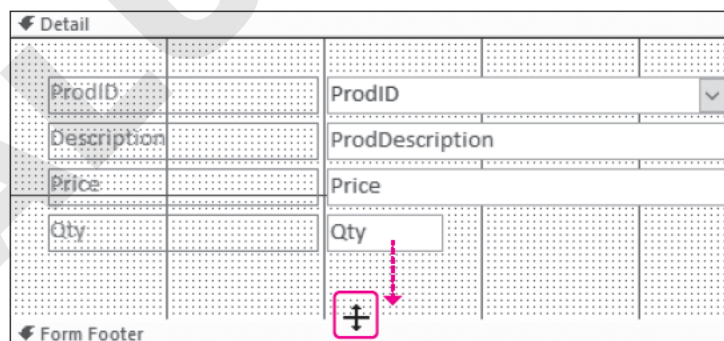 Detail
ProdID ProdID
Description ProdDescription
Price Price
Qty Qty
Form Footer